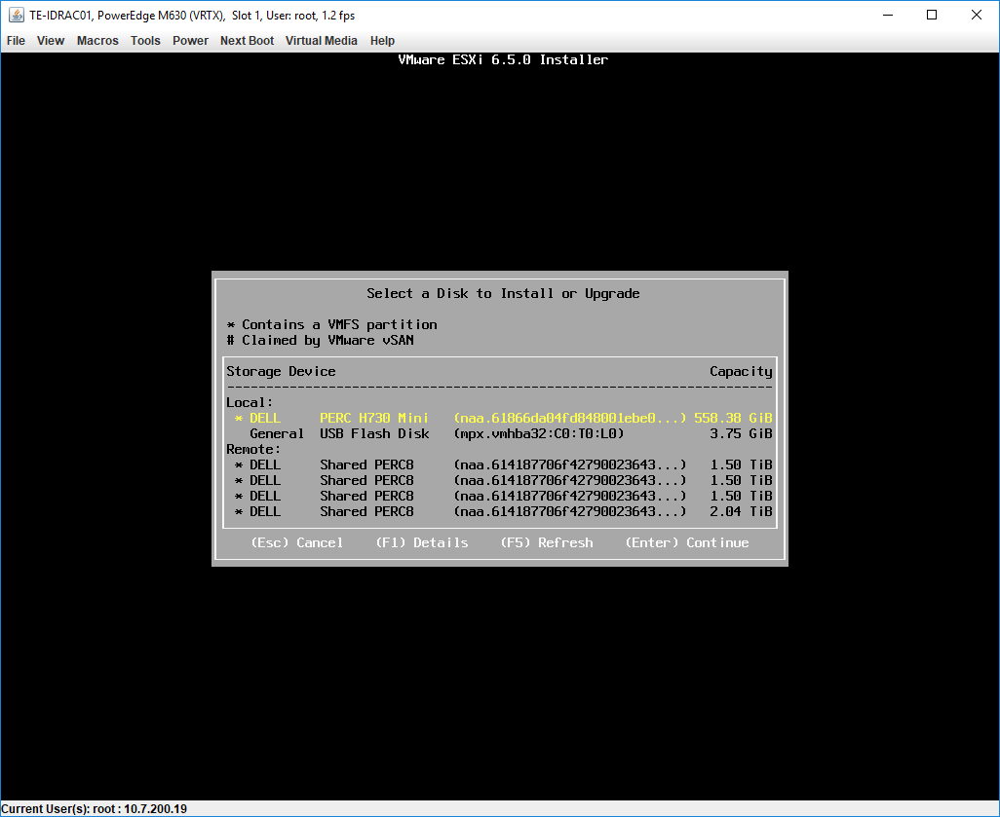 TE-IDRAC01, PowerEdge M630 (VRTX), Slot 1, User: root, 1.2 fps
File View Macros Tools Power Next Boot Virtual Media Help
VMware ESXi 6.5.0 Installer
Select a Disk to Install or Upgrade
* Contains a VMFS partition
# Claimed by VMware vSAN
Storage Device Capacity
--------------------------------------------------------------------
Local:
* DELL PERC H730 Mini (naa.61866da04fd848001ebe0...) 558.38 GiB
General USB Flash Disk (mpx.vmhba32:C0:T0:L0) 3.75 GiB
Remote:
* DELL Shared PERC8 (naa.614187706f42790023643...) 1.50 TiB
* DELL Shared PERC8 (naa.614187706f42790023643...) 1.50 TiB
* DELL Shared PERC8 (naa.614187706f42790023643...) 1.50 TiB
* DELL Shared PERC8 (naa.614187706f42790023643...) 2.04 TiB
(Esc) Cancel (F1) Details (F5) Refresh (Enter) Continue
Current User(s): root : 10.7.200.19